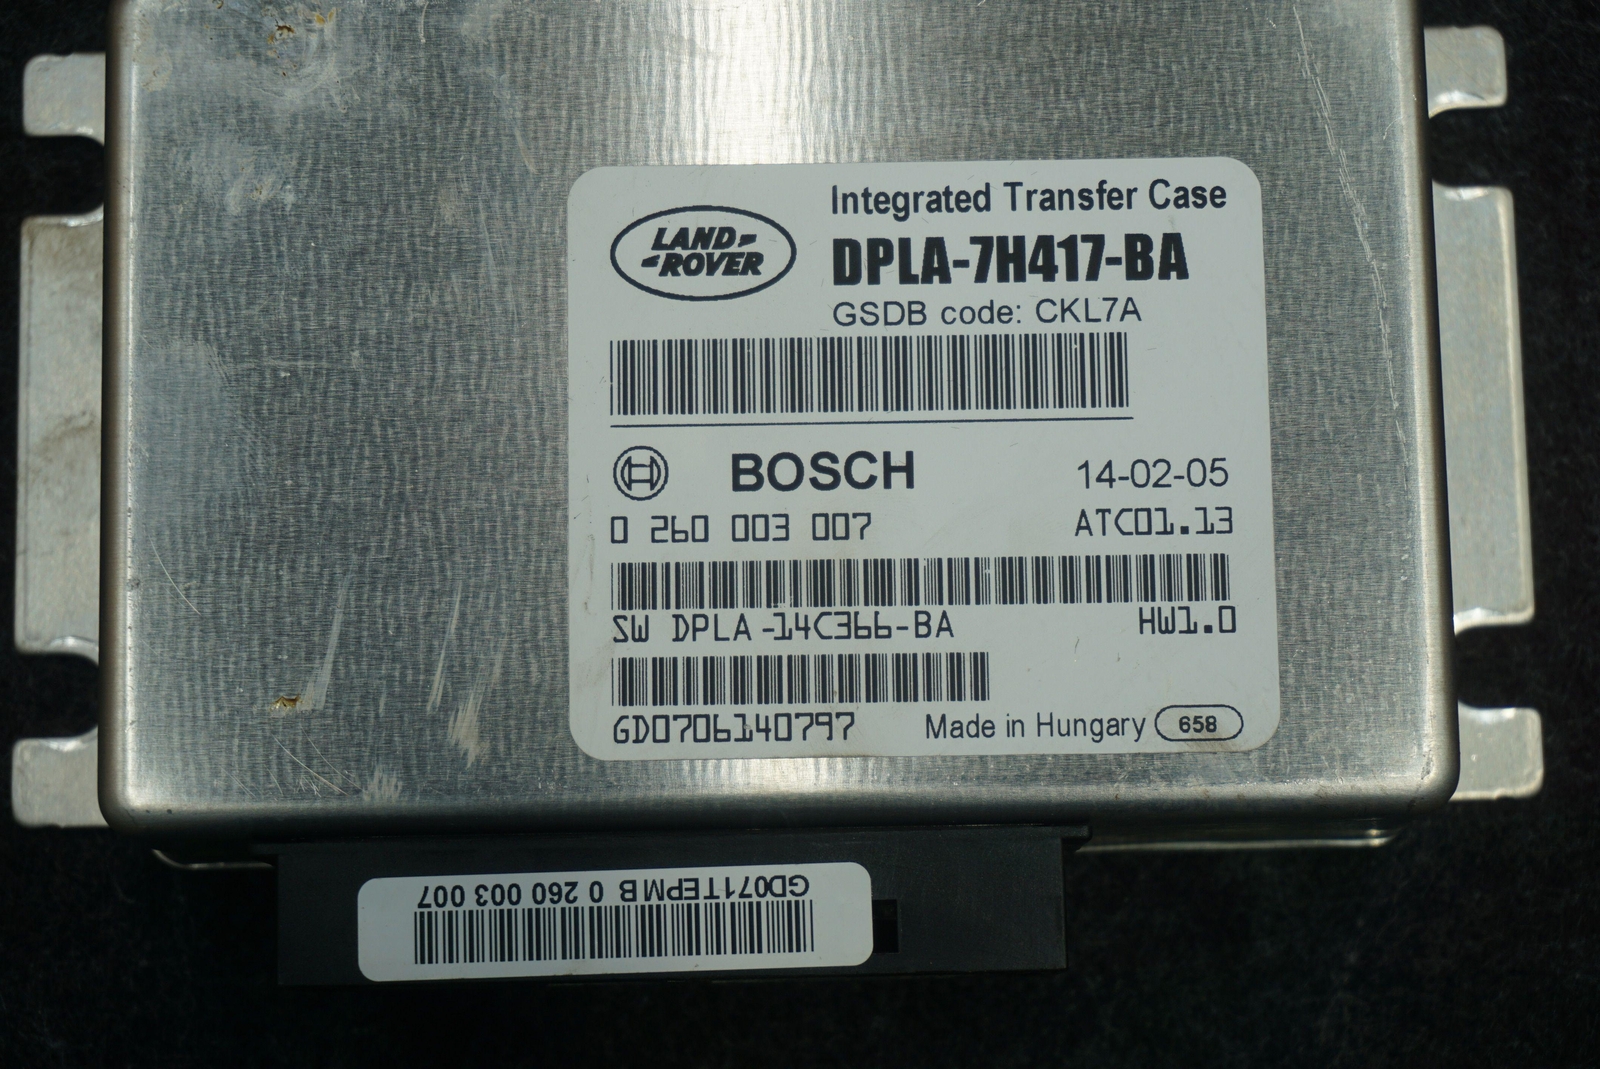 LAND
ROVER
Integrated Transfer Case
DPLA-7H417-BA
GSDB code: CKL7A
BOSCH 14-02-05
0 260 003 007 ATC01.13
SW DPLA-14C366-BA HW1.0
GD0706140797 Made in Hungary 658
GD071TEPMB 0 260 003 007